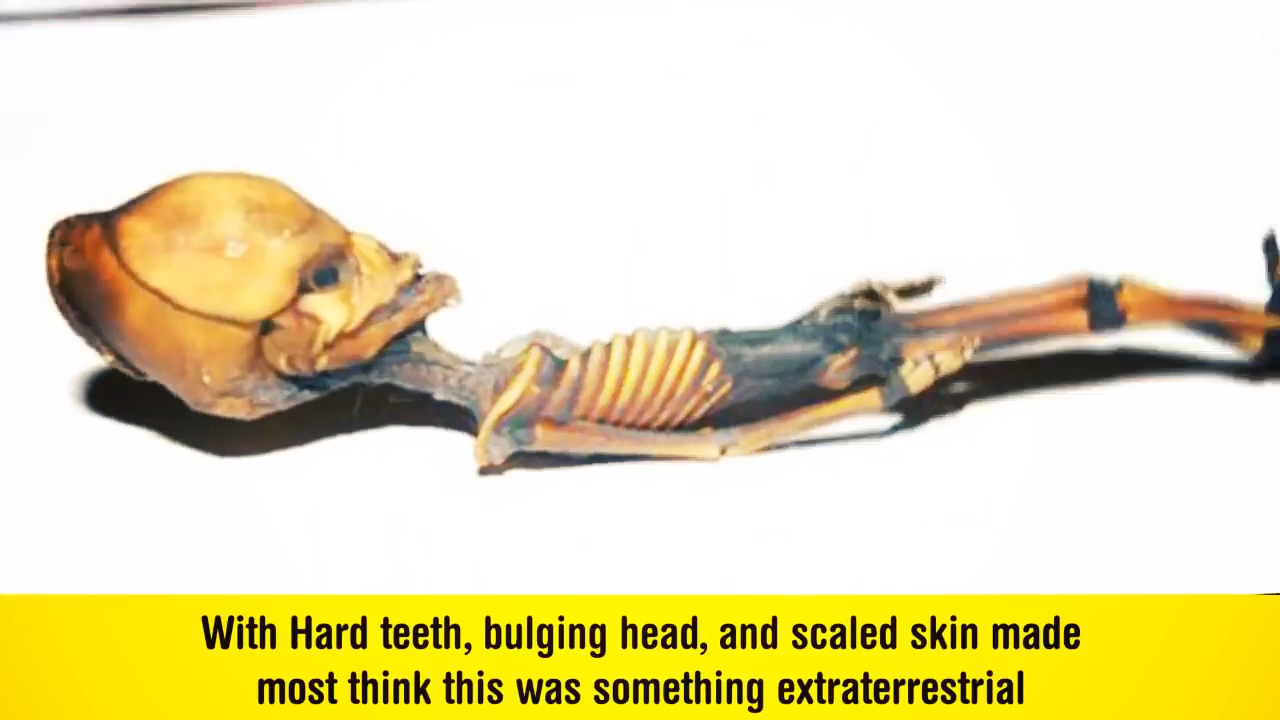 With Hard teeth, bulging head, and scaled skin made
most think this was something extraterrestrial